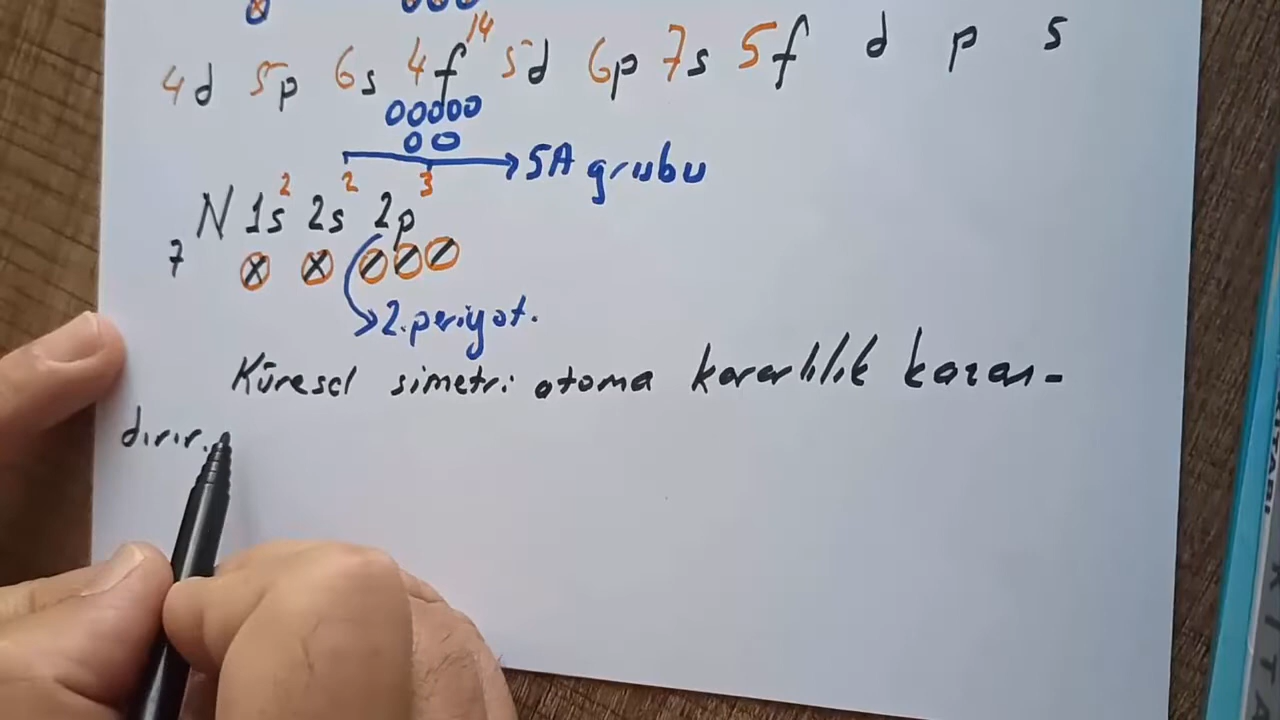 4d 5p 6s 4f¹⁴ 5d 6p 7s 5f d p s
5A grubu
₇N 1s² 2s² 2p³
2.periyot.
Küresel simetri atoma kararlılık kazan-
dırır.